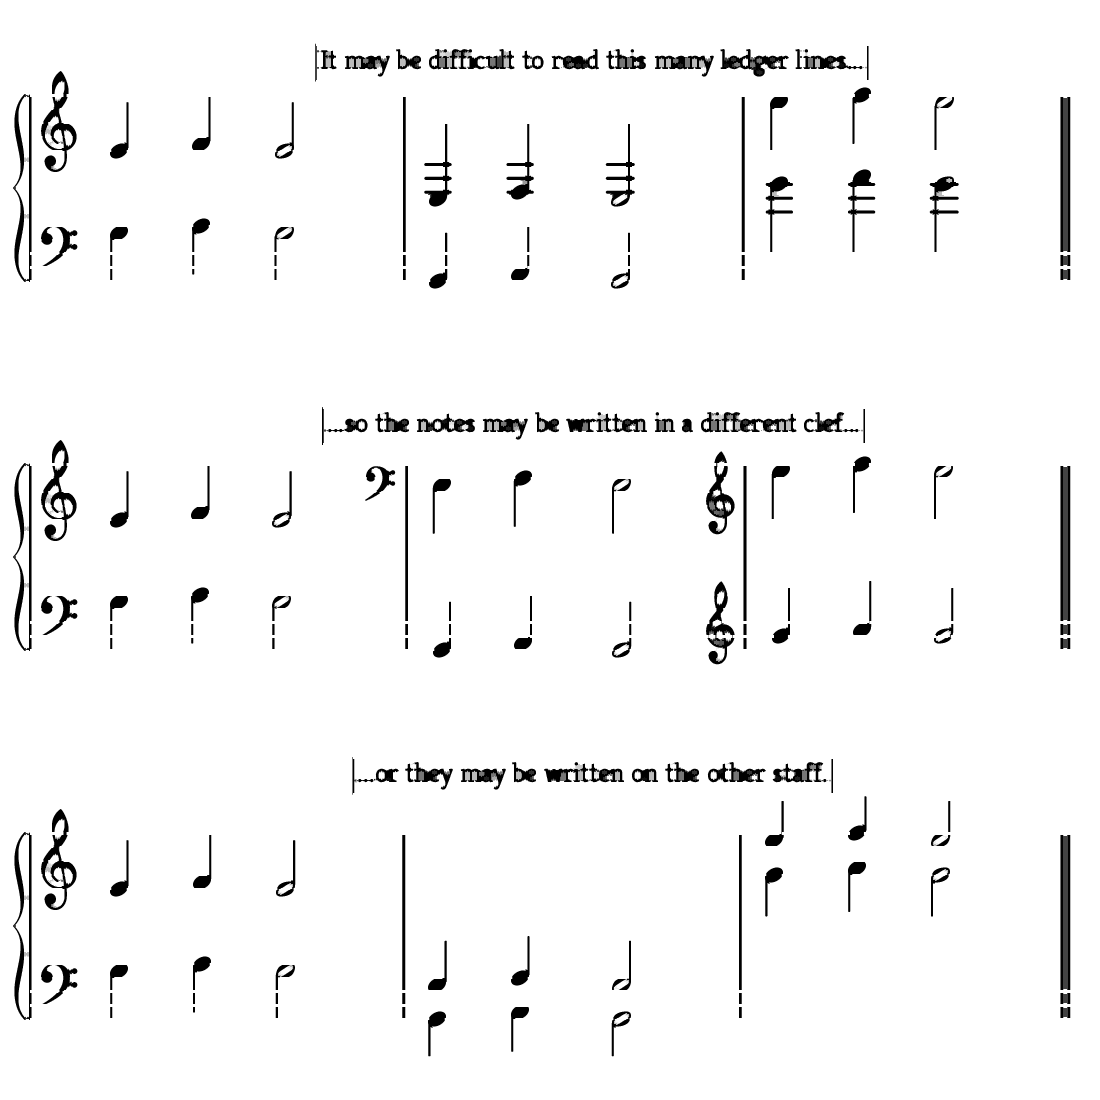 It may be difficult to read this many ledger lines...
...so the notes may be written in a different clef...
...or they may be written on the other staff.